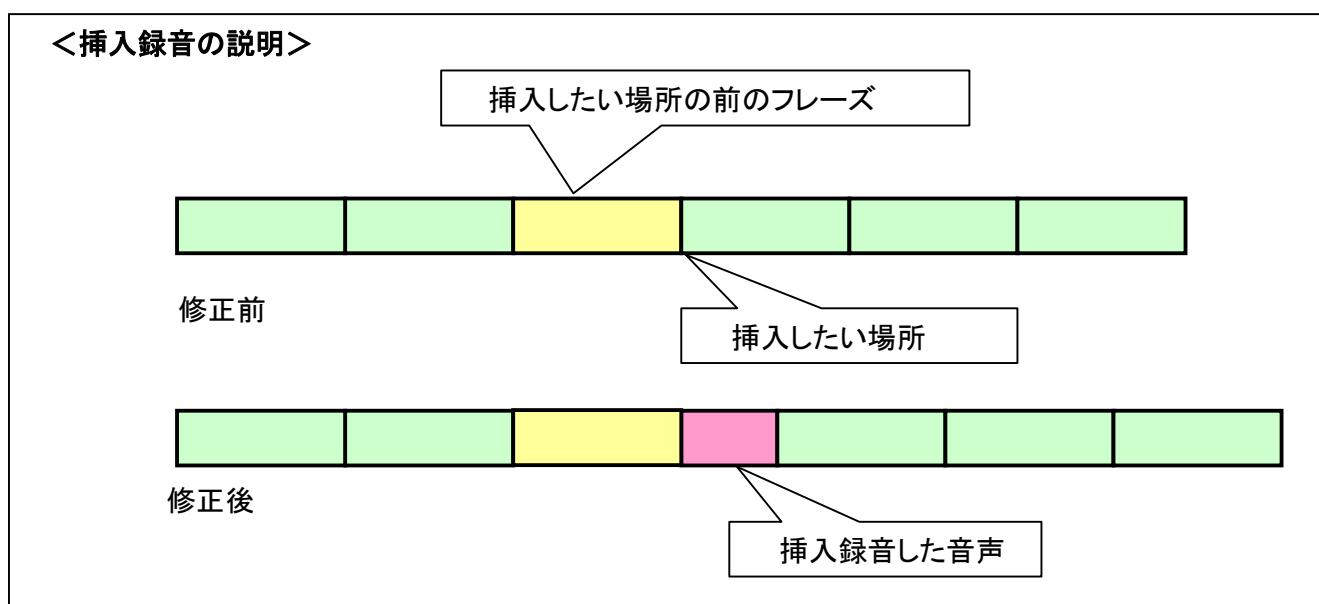 ＜挿入録音の説明＞
挿入したい場所の前のフレーズ
修正前
挿入したい場所
修正後
挿入録音した音声